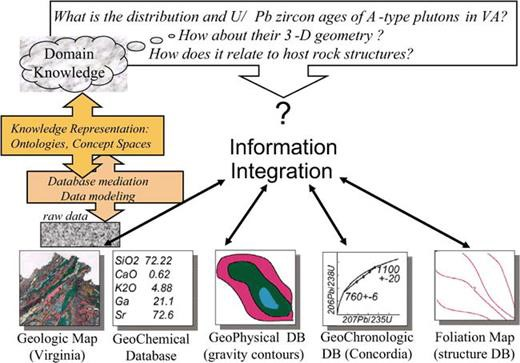 What is the distribution and U/ Pb zircon ages of A-type plutons in VA?
How about their 3-D geometry ?
How does it relate to host rock structures?
Domain
Knowledge
?
Knowledge Representation:
Ontologies, Concept Spaces
Information
Integration
Database mediation
Data modeling
raw data
SiO2 72.22
CaO 0.62
K2O 4.88
Ga 21.1
Sr 72.6
206Pb/238U
1100
+-20
760+-6
207Pb/235U
Geologic Map
(Virginia)
GeoChemical
Database
GeoPhysical DB
(gravity contours)
GeoChronologic
DB (Concordia)
Foliation Map
(structure DB)